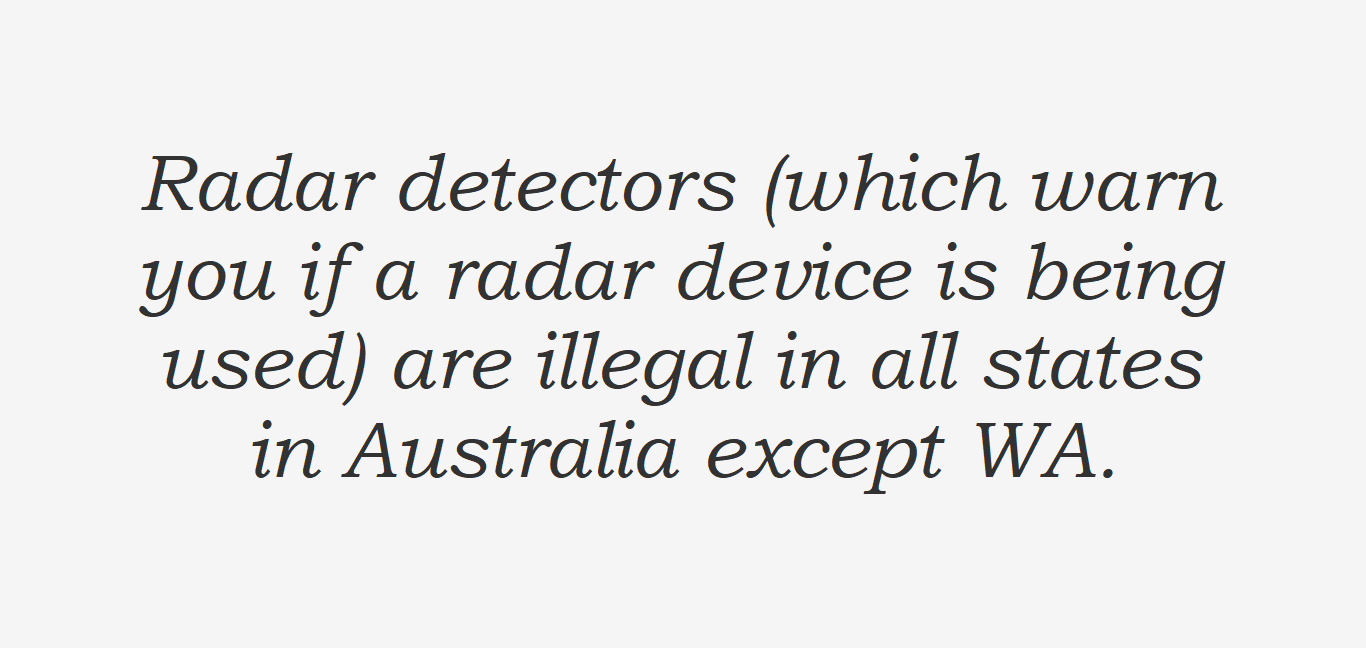 Radar detectors (which warn
you if a radar device is being
used) are illegal in all states
in Australia except WA.